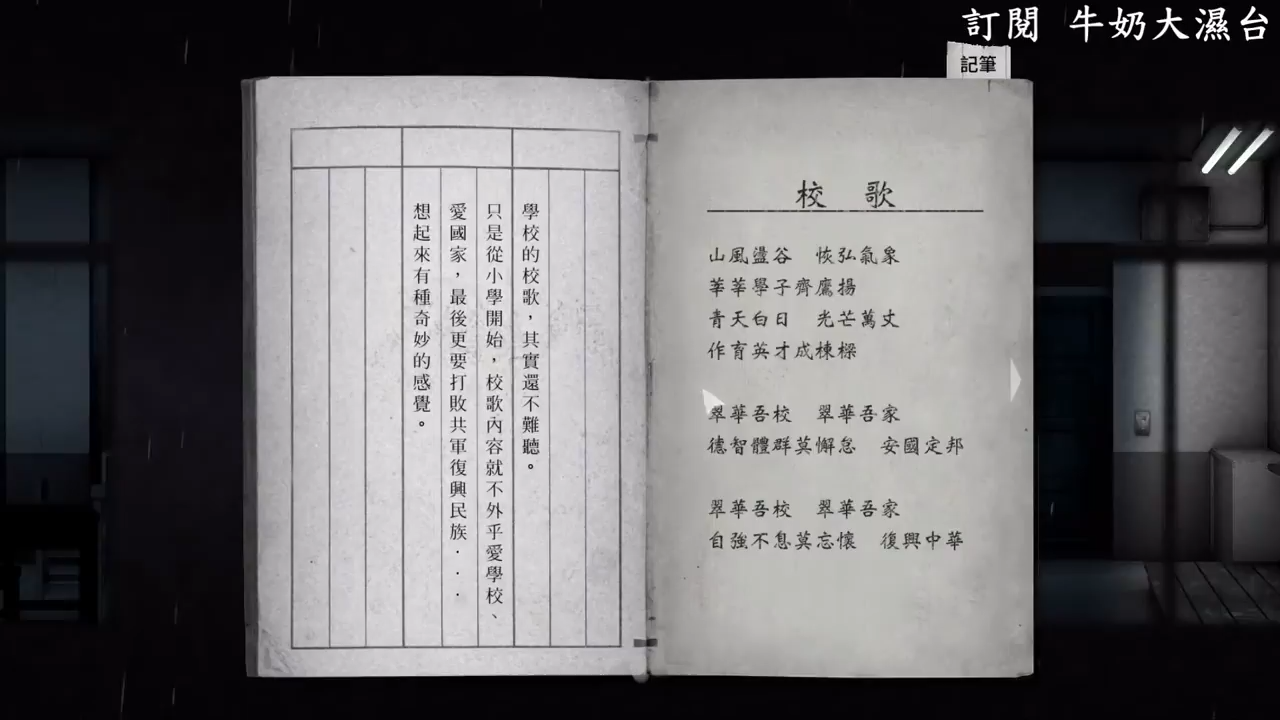 訂閱 牛奶大濕台
記筆
學校的校歌，其實還不難聽。
只是從小學開始，校歌內容就不外乎愛學校、
愛國家，最後更要打敗共軍復興民族．．．
想起來有種奇妙的感覺。
校 歌
山風盪谷 恢弘氣象
莘莘學子齊鷹揚
青天白日 光芒萬丈
作育英才成棟樑
翠華吾校 翠華吾家
德智體群莫懈怠 安國定邦
翠華吾校 翠華吾家
自強不息莫忘懷 復興中華